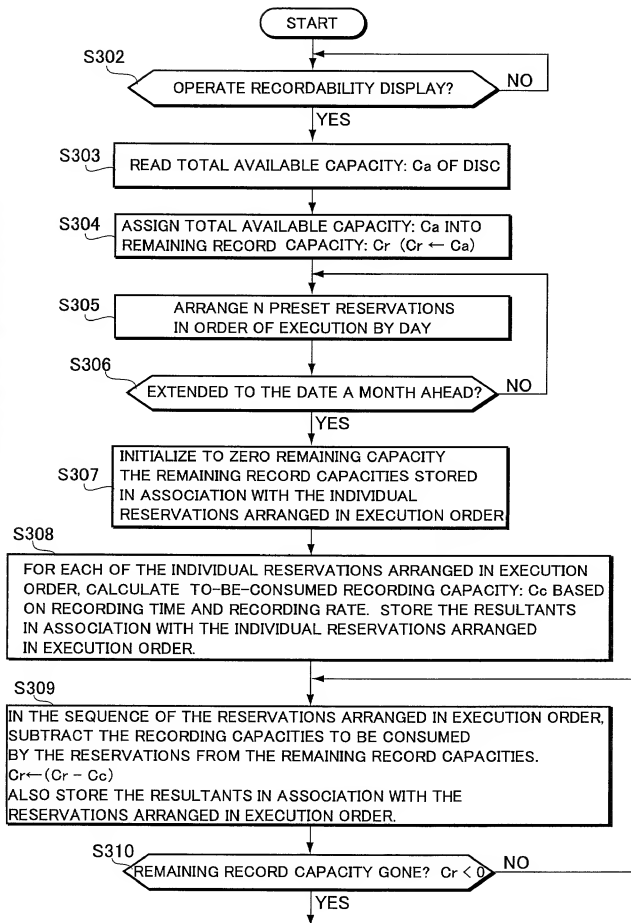 START
S302
OPERATE RECORDABILITY DISPLAY?
NO
YES
S303
READ TOTAL AVAILABLE CAPACITY: Ca OF DISC
S304
ASSIGN TOTAL AVAILABLE CAPACITY: Ca INTO
REMAINING RECORD CAPACITY: Cr (Cr ← Ca)
S305
ARRANGE N PRESET RESERVATIONS
IN ORDER OF EXECUTION BY DAY
S306
EXTENDED TO THE DATE A MONTH AHEAD?
NO
YES
S307
INITIALIZE TO ZERO REMAINING CAPACITY
THE REMAINING RECORD CAPACITIES STORED
IN ASSOCIATION WITH THE INDIVIDUAL
RESERVATIONS ARRANGED IN EXECUTION ORDER
S308
FOR EACH OF THE INDIVIDUAL RESERVATIONS ARRANGED IN EXECUTION
ORDER, CALCULATE TO-BE-CONSUMED RECORDING CAPACITY: Cc BASED
ON RECORDING TIME AND RECORDING RATE. STORE THE RESULTANTS
IN ASSOCIATION WITH THE INDIVIDUAL RESERVATIONS ARRANGED
IN EXECUTION ORDER.
S309
IN THE SEQUENCE OF THE RESERVATIONS ARRANGED IN EXECUTION ORDER,
SUBTRACT THE RECORDING CAPACITIES TO BE CONSUMED
BY THE RESERVATIONS FROM THE REMAINING RECORD CAPACITIES.
Cr←(Cr - Cc)
ALSO STORE THE RESULTANTS IN ASSOCIATION WITH THE
RESERVATIONS ARRANGED IN EXECUTION ORDER.
S310
REMAINING RECORD CAPACITY GONE? Cr < 0
NO
YES